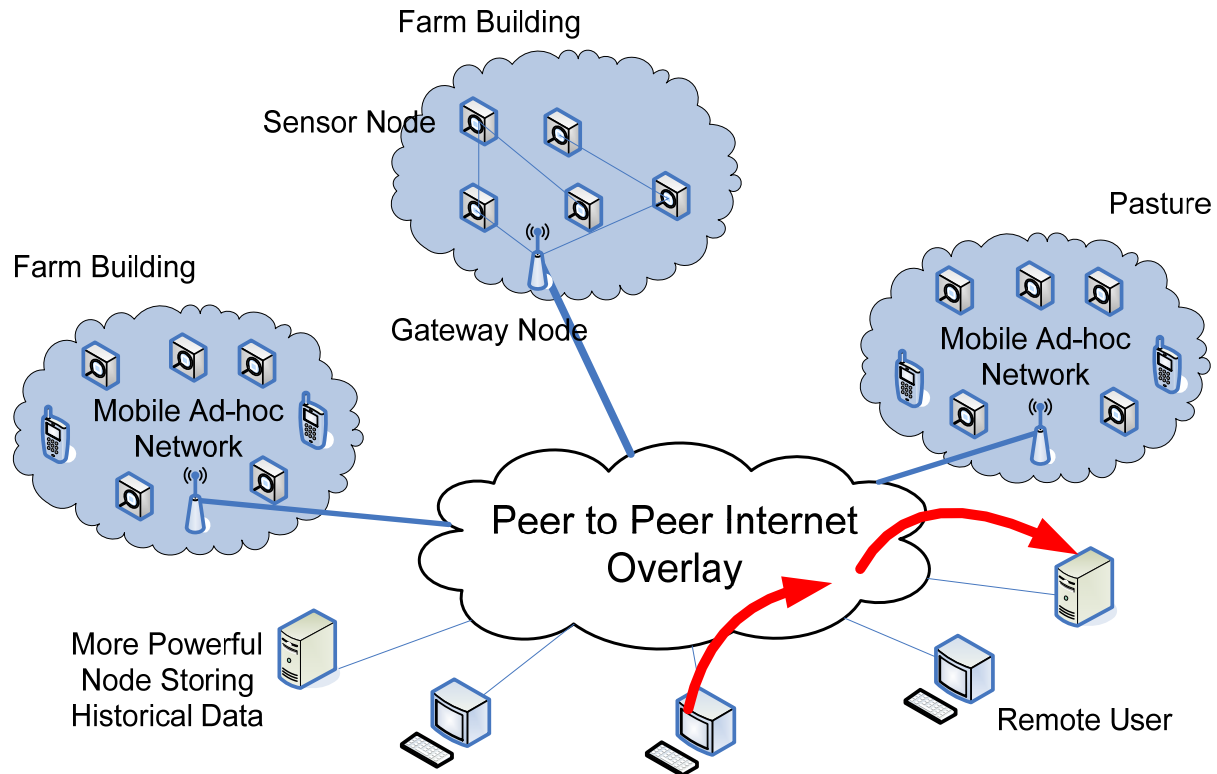 Farm Building
Sensor Node
Pasture
Farm Building
Gateway Node
Mobile Ad-hoc
Network
Mobile Ad-hoc
Network
Peer to Peer Internet
Overlay
More Powerful
Node Storing
Historical Data
Remote User